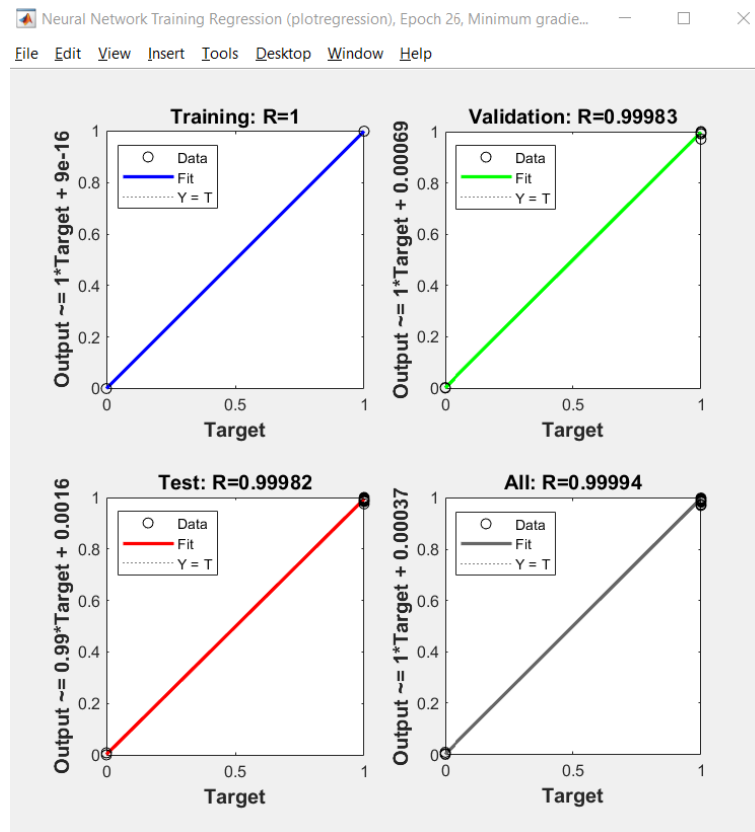 Neural Network Training Regression (plotregression), Epoch 26, Minimum gradie...
File Edit View Insert Tools Desktop Window Help
Training: R=1
Output ~= 1*Target + 9e-16
1
0.8
0.6
0.4
0.2
0
Data
Fit
Y = T
0 0.5 1
Target
Validation: R=0.99983
Output ~= 1*Target + 0.00069
1
0.8
0.6
0.4
0.2
0
Data
Fit
Y = T
0 0.5 1
Target
Test: R=0.99982
Output ~= 0.99*Target + 0.0016
1
0.8
0.6
0.4
0.2
0
Data
Fit
Y = T
0 0.5 1
Target
All: R=0.99994
Output ~= 1*Target + 0.00037
1
0.8
0.6
0.4
0.2
0
Data
Fit
Y = T
0 0.5 1
Target